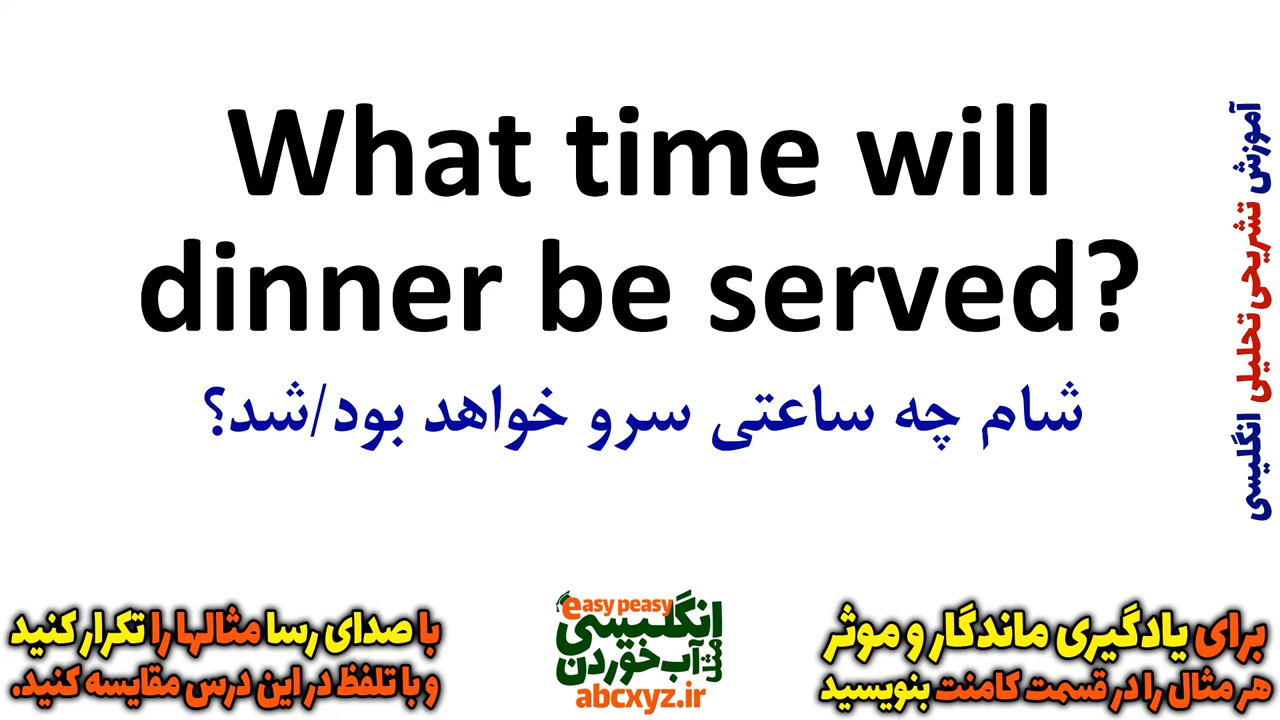 What time will
dinner be served?
شام چه ساعتی سرو خواهد بود/شد؟
آموزش تشریحی تحلیلی انگلیسی
با صدای رسا مثالها را تکرار کنید
و با تلفظ در این درس مقایسه کنید.
easy peasy
انگلیسی
مثل آب خوردن
abcxyz.ir
برای یادگیری ماندگار و موثر
هر مثال را در قسمت کامنت بنویسید